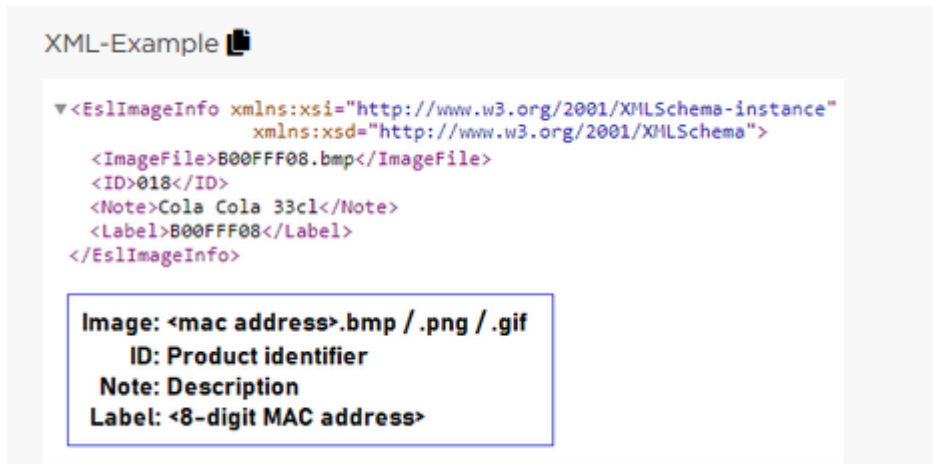 XML-Example
▼<EslImageInfo xmlns:xsi="http://www.w3.org/2001/XMLSchema-instance"
xmlns:xsd="http://www.w3.org/2001/XMLSchema">
<ImageFile>B00FFF08.bmp</ImageFile>
<ID>018</ID>
<Note>Cola Cola 33cl</Note>
<Label>B00FFF08</Label>
</EslImageInfo>
Image: <mac address>.bmp / .png / .gif
ID: Product identifier
Note: Description
Label: <8-digit MAC address>